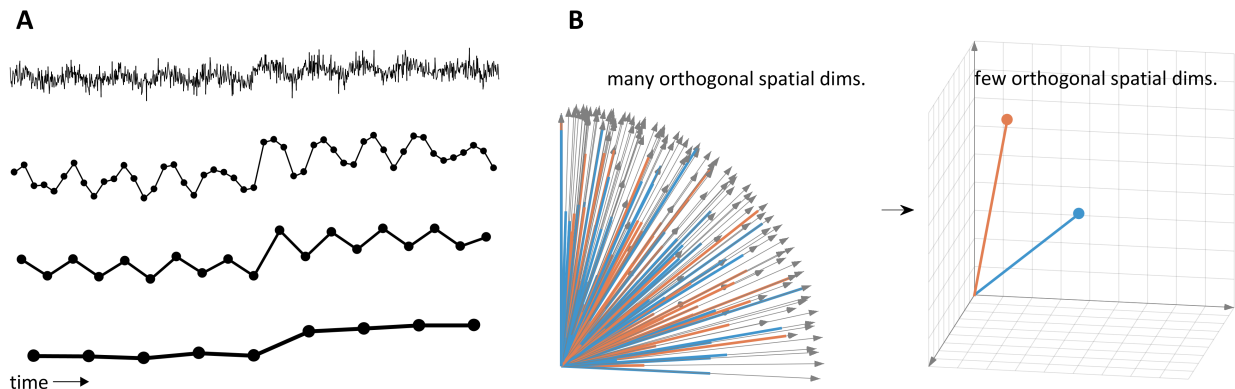 A
B
many orthogonal spatial dims.
few orthogonal spatial dims.
time